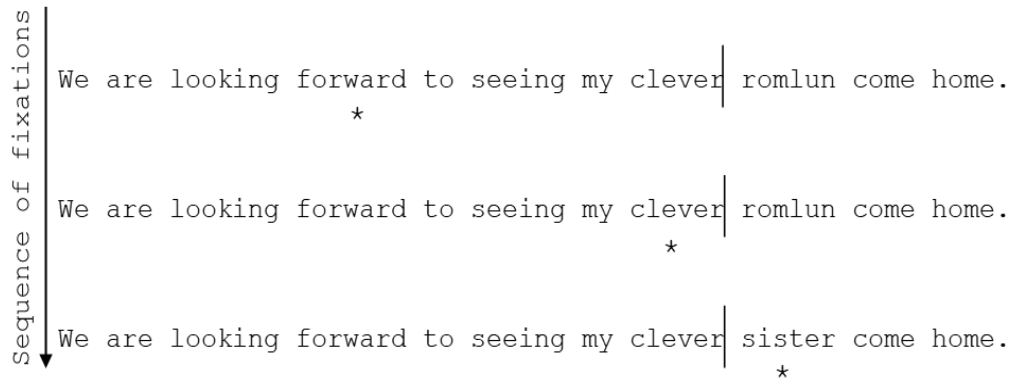 Sequence of fixations
We are looking forward to seeing my clever romlun come home.
*
We are looking forward to seeing my clever romlun come home.
*
We are looking forward to seeing my clever sister come home.
*